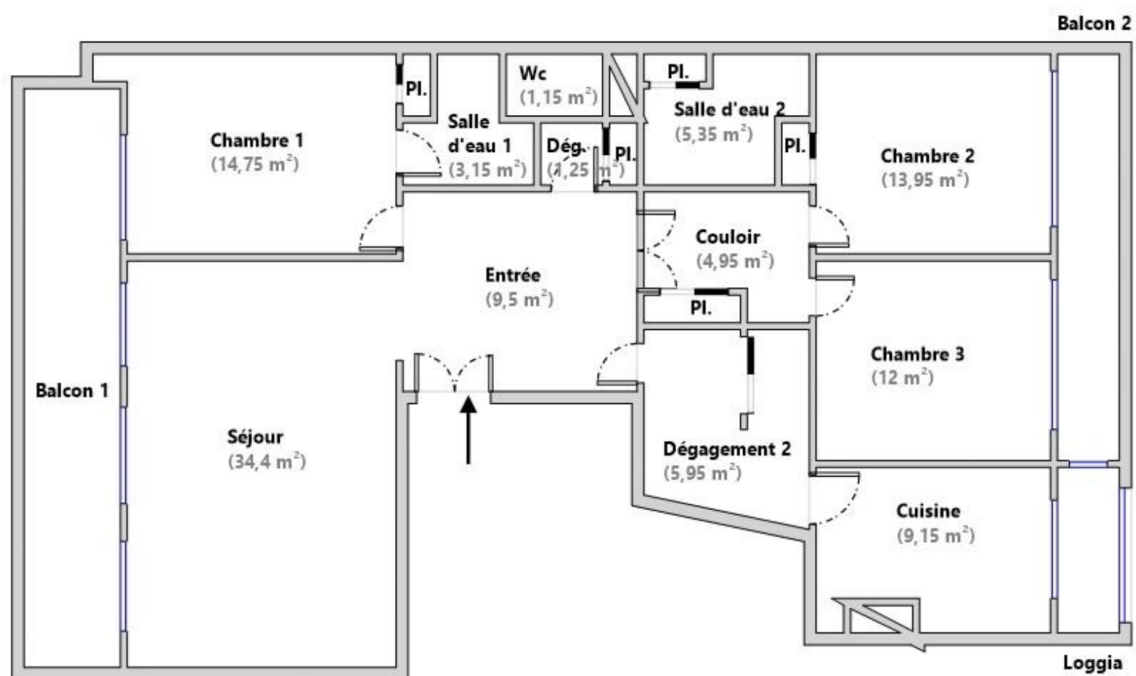 Balcon 2
Wc
(1,15 m²)
Pl.
Pl.
Salle d'eau 2
(5,35 m²)
Chambre 1
(14,75 m²)
Salle
d'eau 1
(3,15 m²)
Dég.
(1,25 m²)
Pl.
Pl.
Chambre 2
(13,95 m²)
Couloir
(4,95 m²)
Entrée
(9,5 m²)
Pl.
Chambre 3
(12 m²)
Balcon 1
Séjour
(34,4 m²)
Dégagement 2
(5,95 m²)
Cuisine
(9,15 m²)
Loggia